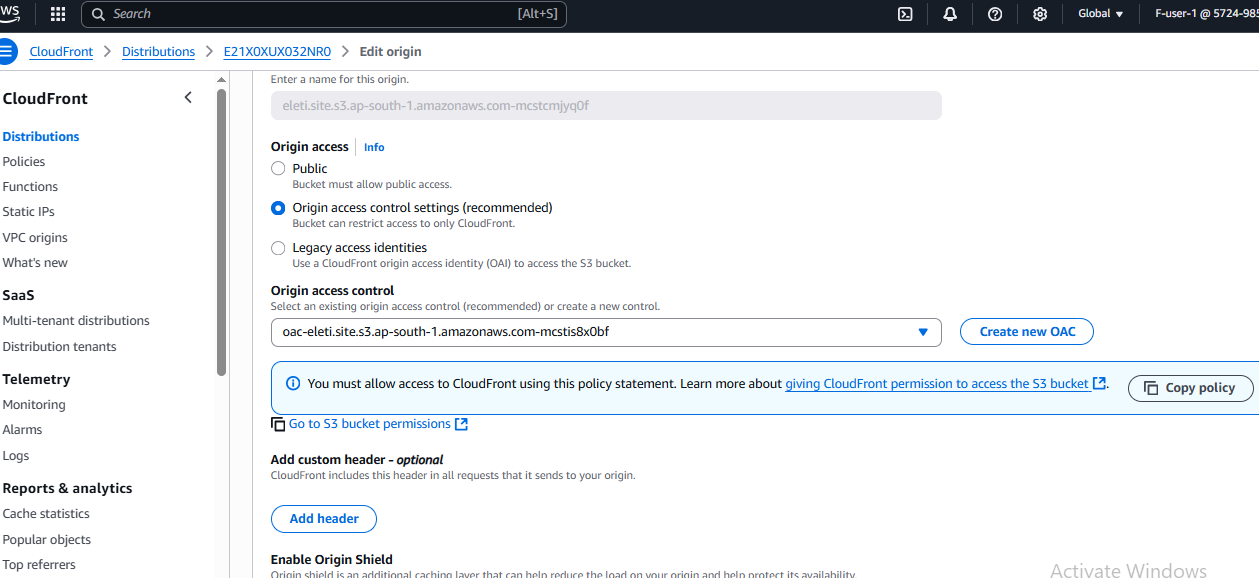 WS
Search [Alt+S]
Global
F-user-1 @ 5724-985
CloudFront > Distributions > E21X0XUX032NR0 > Edit origin
CloudFront
Distributions
Policies
Functions
Static IPs
VPC origins
What's new
SaaS
Multi-tenant distributions
Distribution tenants
Telemetry
Monitoring
Alarms
Logs
Reports & analytics
Cache statistics
Popular objects
Top referrers
Enter a name for this origin.
eleti.site.s3.ap-south-1.amazonaws.com-mcstcmjyq0f
Origin access Info
Public
Bucket must allow public access.
Origin access control settings (recommended)
Bucket can restrict access to only CloudFront.
Legacy access identities
Use a CloudFront origin access identity (OAI) to access the S3 bucket.
Origin access control
Select an existing origin access control (recommended) or create a new control.
oac-eleti.site.s3.ap-south-1.amazonaws.com-mcstis8x0bf
Create new OAC
You must allow access to CloudFront using this policy statement. Learn more about giving CloudFront permission to access the S3 bucket.
Copy policy
Go to S3 bucket permissions
Add custom header - optional
CloudFront includes this header in all requests that it sends to your origin.
Add header
Enable Origin Shield
Origin shield is an additional caching layer that can help reduce the load on your origin and help protect its availability.
Activate Windows